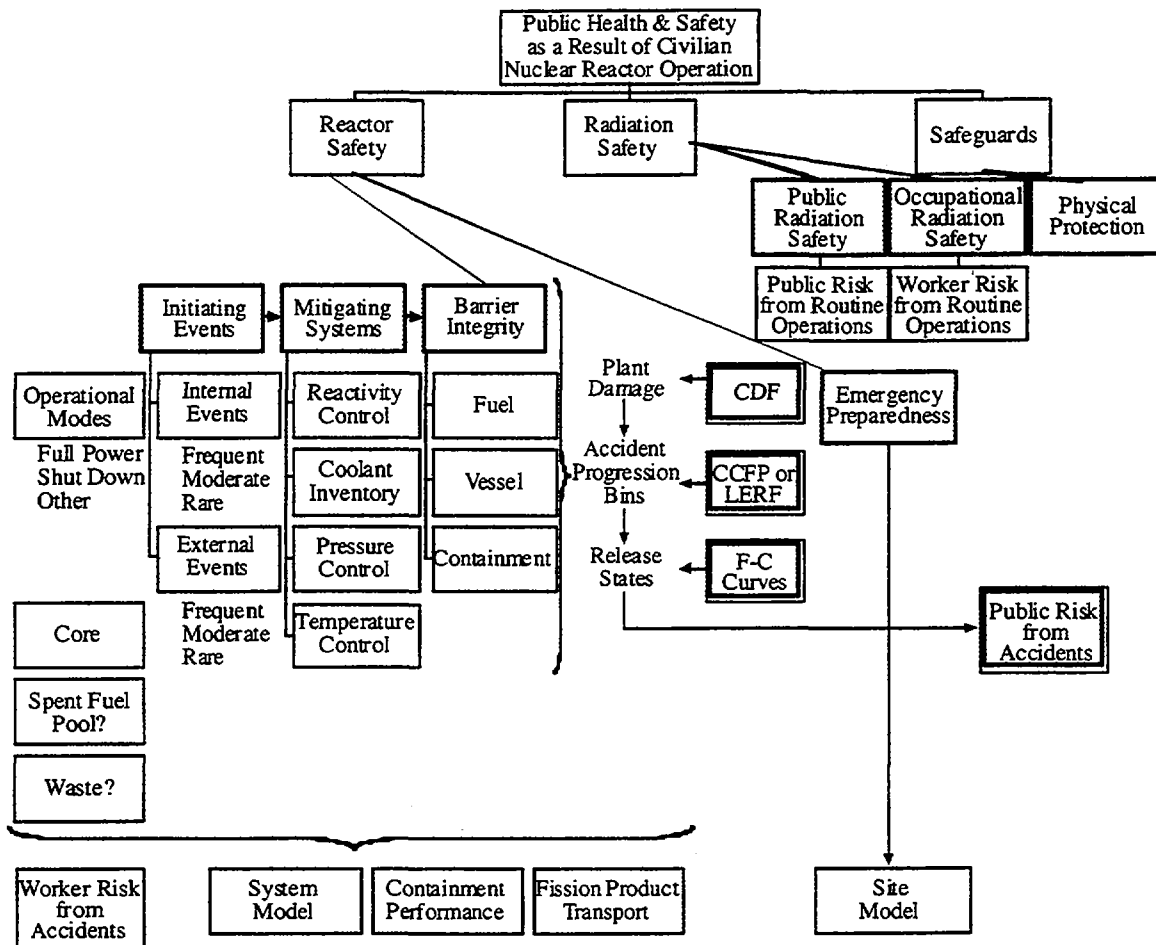 Public Health & Safety
as a Result of Civilian
Nuclear Reactor Operation
Reactor
Safety
Radiation
Safety
Safeguards
Public
Radiation
Safety
Occupational
Radiation
Safety
Physical
Protection
Public Risk
from Routine
Operations
Worker Risk
from Routine
Operations
Initiating
Events
Mitigating
Systems
Barrier
Integrity
Operational
Modes
Full Power
Shut Down
Other
Internal
Events
Frequent
Moderate
Rare
External
Events
Frequent
Moderate
Rare
Reactivity
Control
Coolant
Inventory
Pressure
Control
Temperature
Control
Fuel
Vessel
Containment
Plant
Damage
CDF
Accident
Progression
Bins
CCFP or
LERF
Release
States
F-C
Curves
Emergency
Preparedness
Public Risk
from
Accidents
Core
Spent Fuel
Pool?
Waste?
Worker Risk
from
Accidents
System
Model
Containment
Performance
Fission Product
Transport
Site
Model